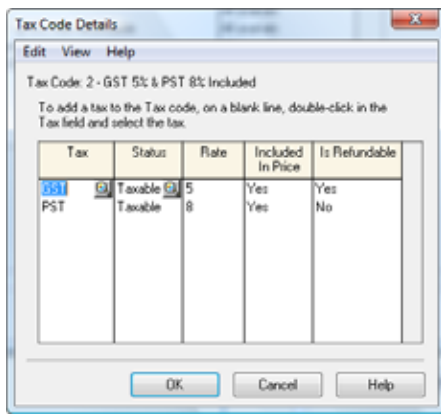 Tax Code Details
Edit View Help
Tax Code: 2 - GST 5% & PST 8% Included
To add a tax to the Tax code, on a blank line, double-click in the
Tax field and select the tax.
Tax Status Rate Included In Price Is Refundable
GST Taxable 5 Yes Yes
PST Taxable 8 Yes No
OK Cancel Help